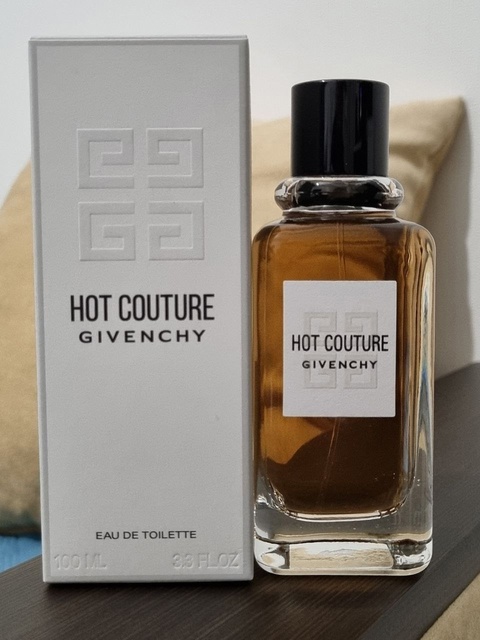 HOT COUTURE
GIVENCHY
EAU DE TOILETTE
100 ML 3.3 FL.OZ
HOT COUTURE
GIVENCHY